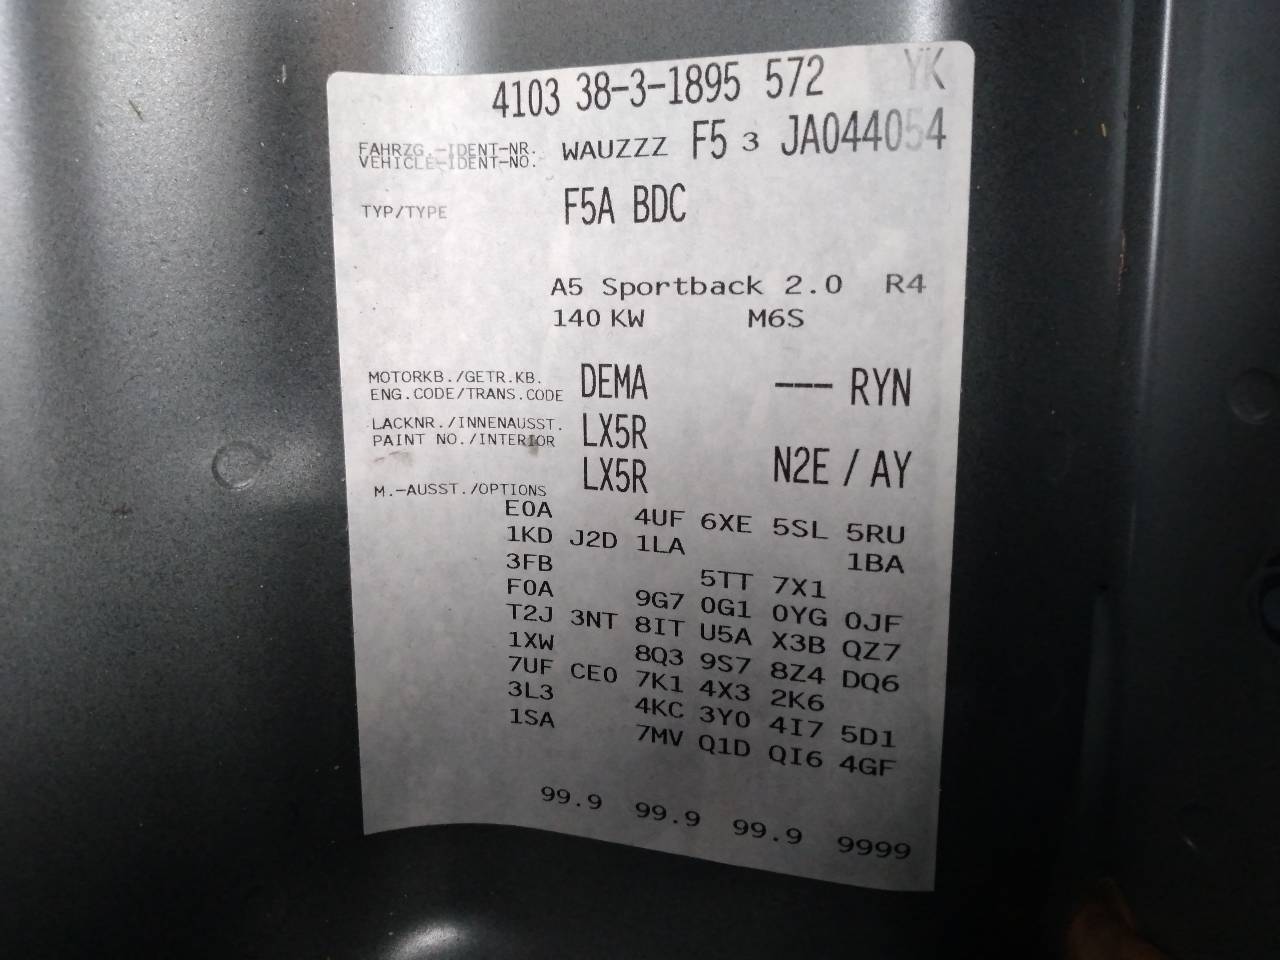 4103 38-3-1895 572 YK
FAHRZG.-IDENT-NR.
VEHICLE-IDENT-NO. WAUZZZ F5 3 JA044054
TYP/TYPE F5A BDC
A5 Sportback 2.0 R4
140 KW M6S
MOTORKB./GETR.KB.
ENG.CODE/TRANS.CODE DEMA --- RYN
LACKNR./INNENAUSST. LX5R
PAINT NO./INTERIOR
LX5R N2E / AY
M.-AUSST./OPTIONS
E0A 4UF 6XE 5SL 5RU
1KD J2D 1LA 1BA
3FB 5TT 7X1
F0A 9G7 0G1 0YG 0JF
T2J 3NT 8IT U5A X3B QZ7
1XW 8Q3 9S7 8Z4 DQ6
7UF CE0 7K1 4X3 2K6
3L3 4KC 3Y0 4I7 5D1
1SA 7MV Q1D QI6 4GF
99.9 99.9 99.9 9999